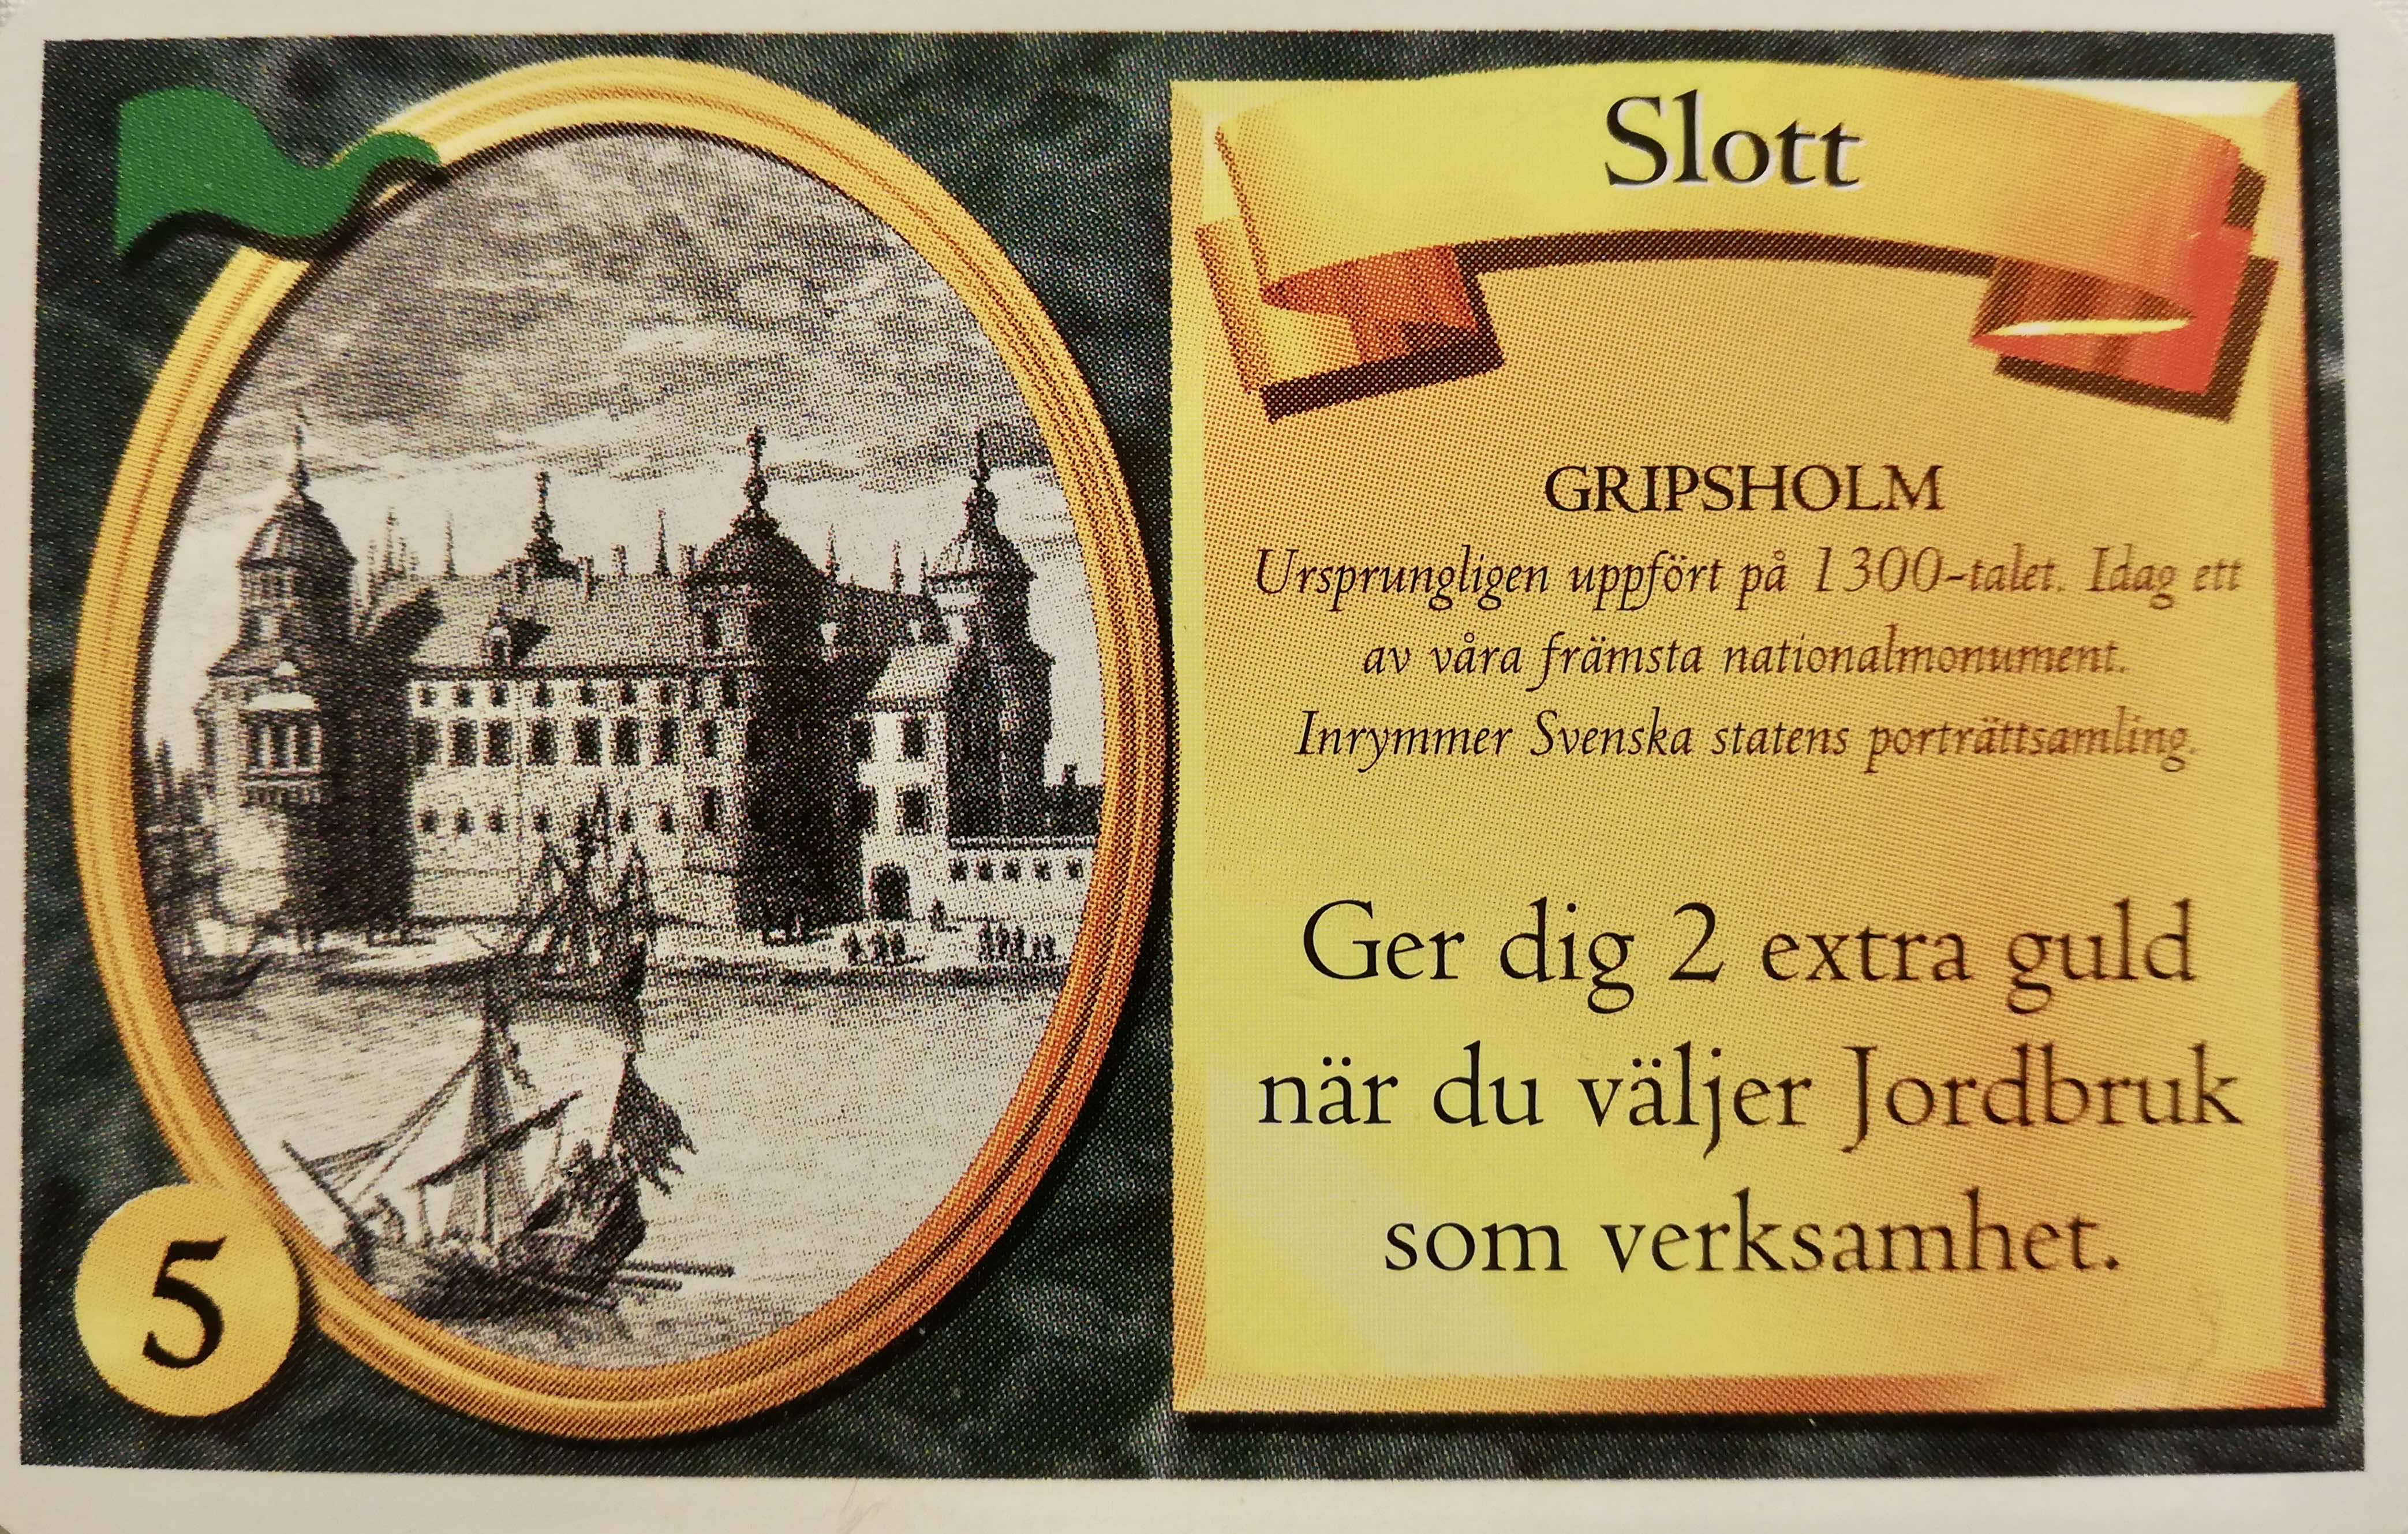 Slott
GRIPSHOLM
Ursprungligen uppfört på 1300-talet. Idag ett
av våra främsta nationalmonument.
Inrymmer Svenska statens porträttsamling.
Ger dig 2 extra guld
när du väljer Jordbruk
som verksamhet.
5